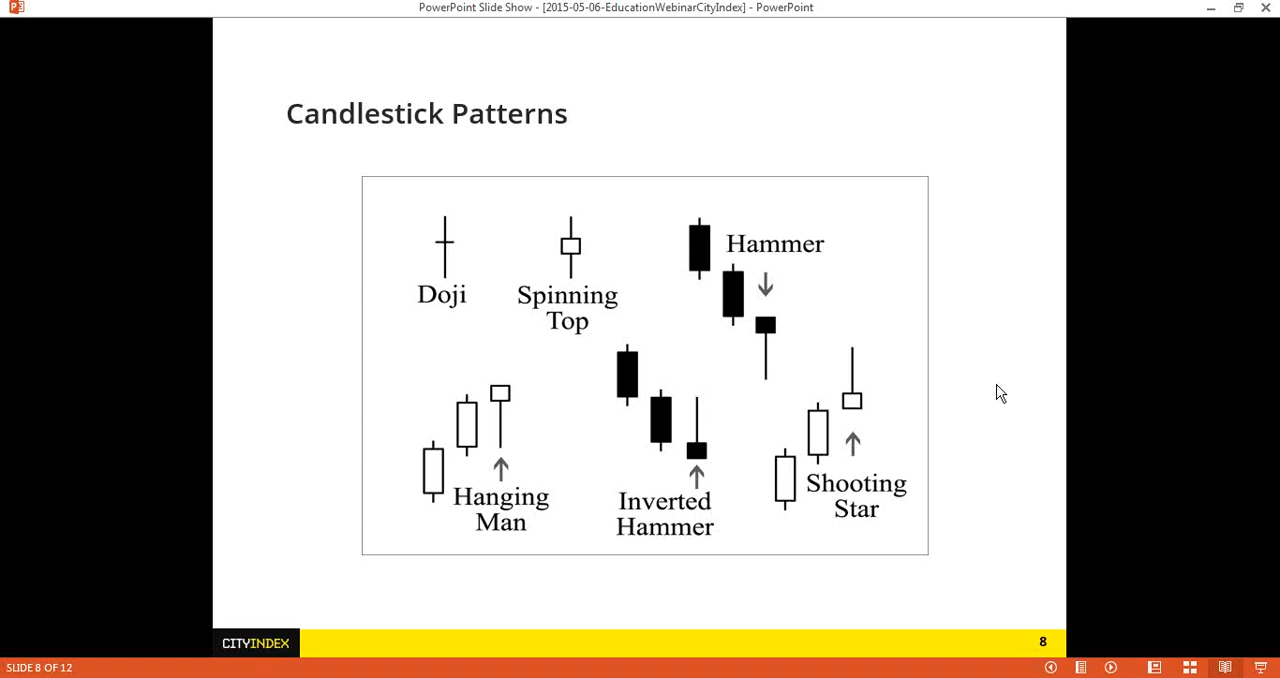 PowerPoint Slide Show - [2015-05-06-EducationWebinarCityIndex] - PowerPoint
Candlestick Patterns
Hammer
Doji
Spinning
Top
Hanging
Man
Inverted
Hammer
Shooting
Star
CITYINDEX
8
SLIDE 8 OF 12